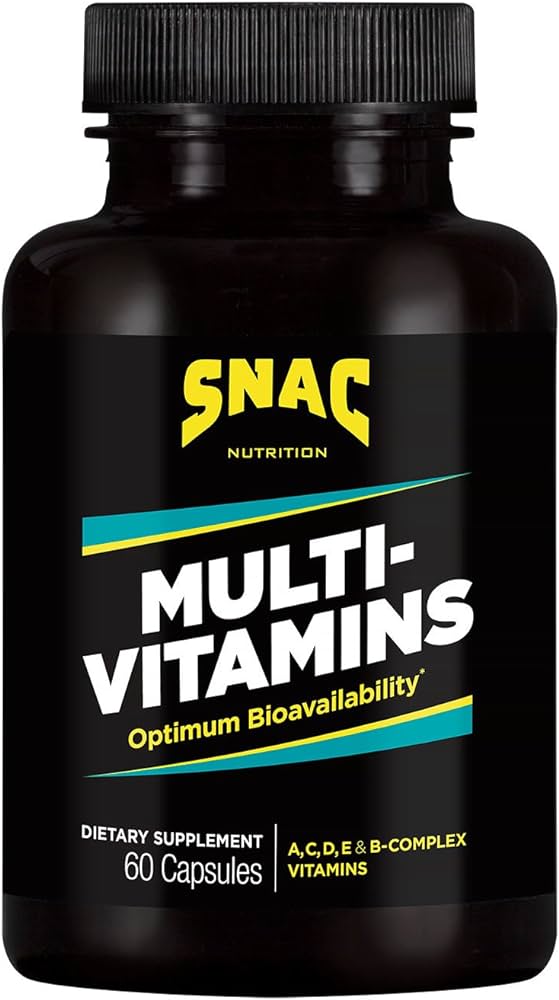 SNAC
NUTRITION
MULTI-
VITAMINS
Optimum Bioavailability*
DIETARY SUPPLEMENT
60 Capsules
A,C,D,E & B-COMPLEX
VITAMINS